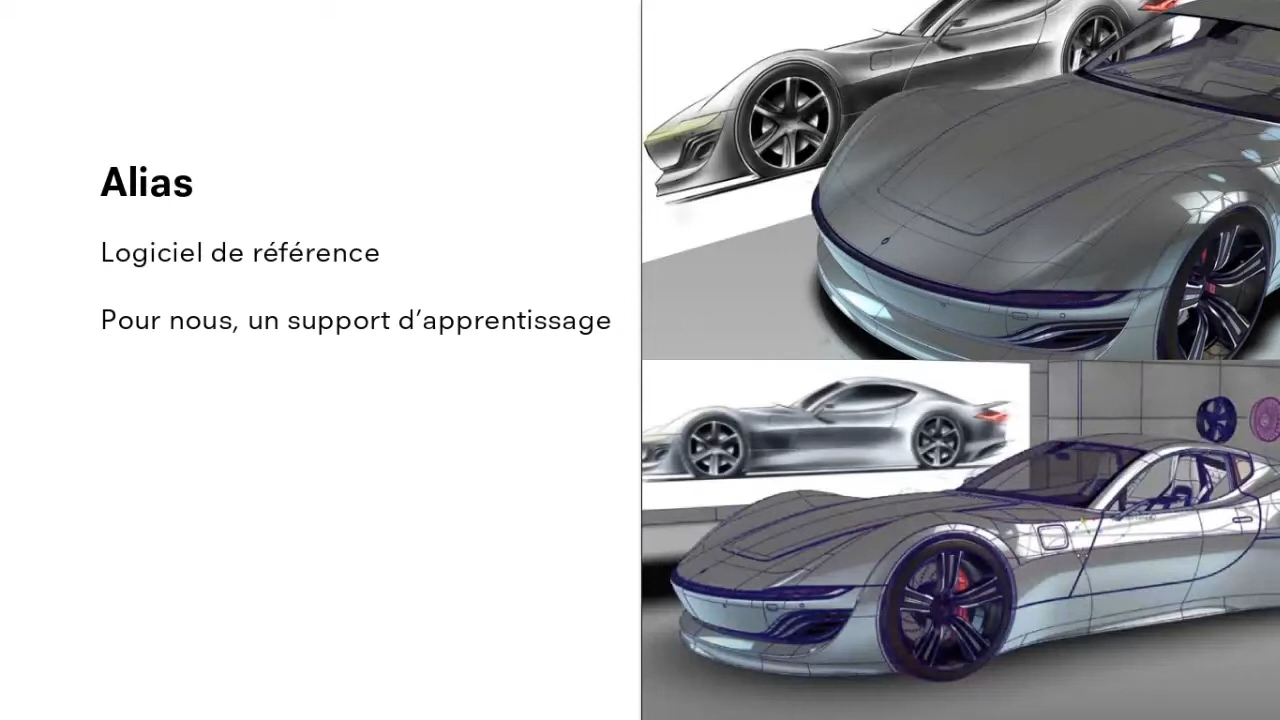 Alias
Logiciel de référence
Pour nous, un support d’apprentissage